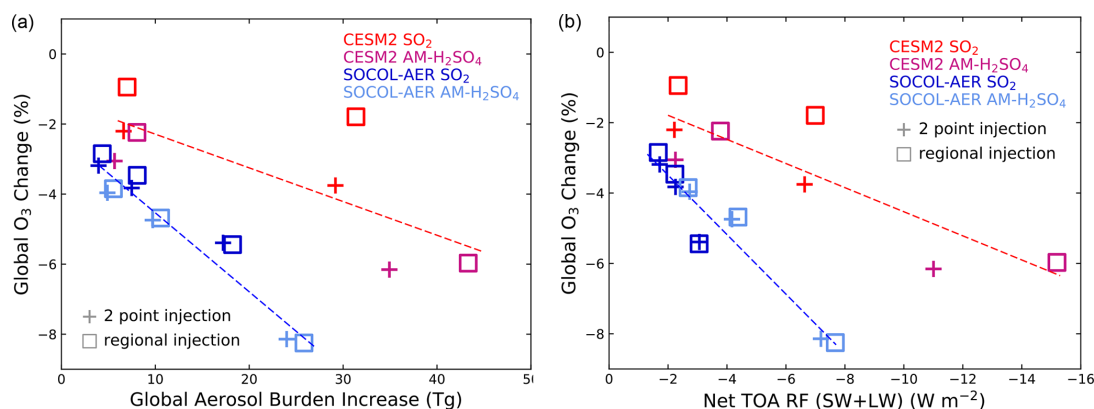 (a)
CESM2 SO₂
CESM2 AM-H₂SO₄
SOCOL-AER SO₂
SOCOL-AER AM-H₂SO₄
0
−2
−4
−6
−8
Global O₃ Change (%)
2 point injection
regional injection
0 10 20 30 40 50
Global Aerosol Burden Increase (Tg)
(b)
CESM2 SO₂
CESM2 AM-H₂SO₄
SOCOL-AER SO₂
SOCOL-AER AM-H₂SO₄
2 point injection
regional injection
0
−2
−4
−6
−8
Global O₃ Change (%)
0 −2 −4 −6 −8 −10 −12 −14 −16
Net TOA RF (SW+LW) (W m⁻²)